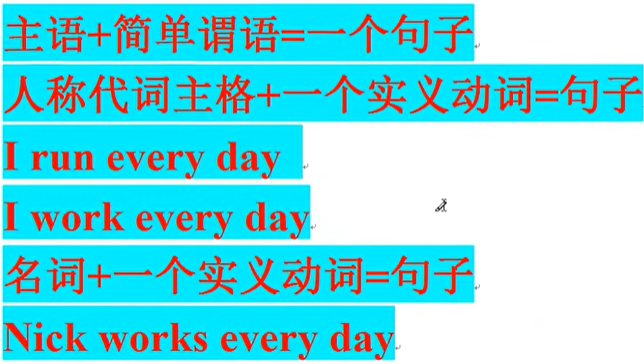 主语+简单谓语=一个句子
人称代词主格+一个实义动词=句子
I run every day
I work every day
名词+一个实义动词=句子
Nick works every day